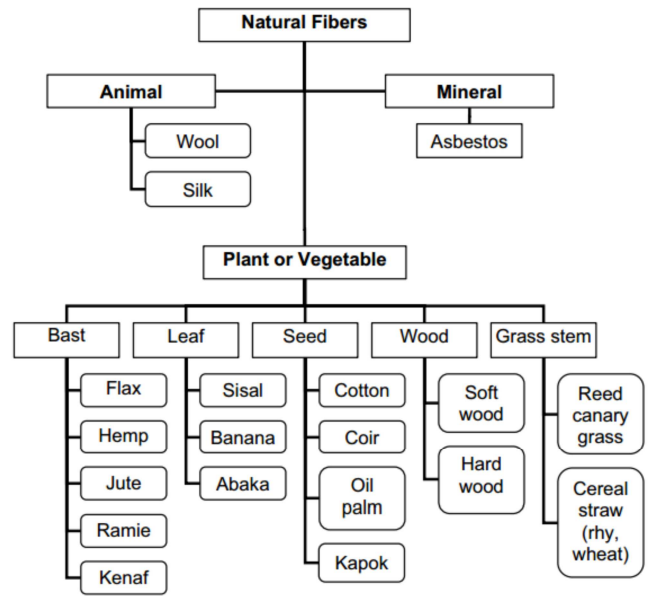 Natural Fibers
Animal
Mineral
Wool
Asbestos
Silk
Plant or Vegetable
Bast
Leaf
Seed
Wood
Grass stem
Flax
Hemp
Jute
Ramie
Kenaf
Sisal
Banana
Abaka
Cotton
Coir
Oil
palm
Kapok
Soft
wood
Hard
wood
Reed
canary
grass
Cereal
straw
(rhy,
wheat)